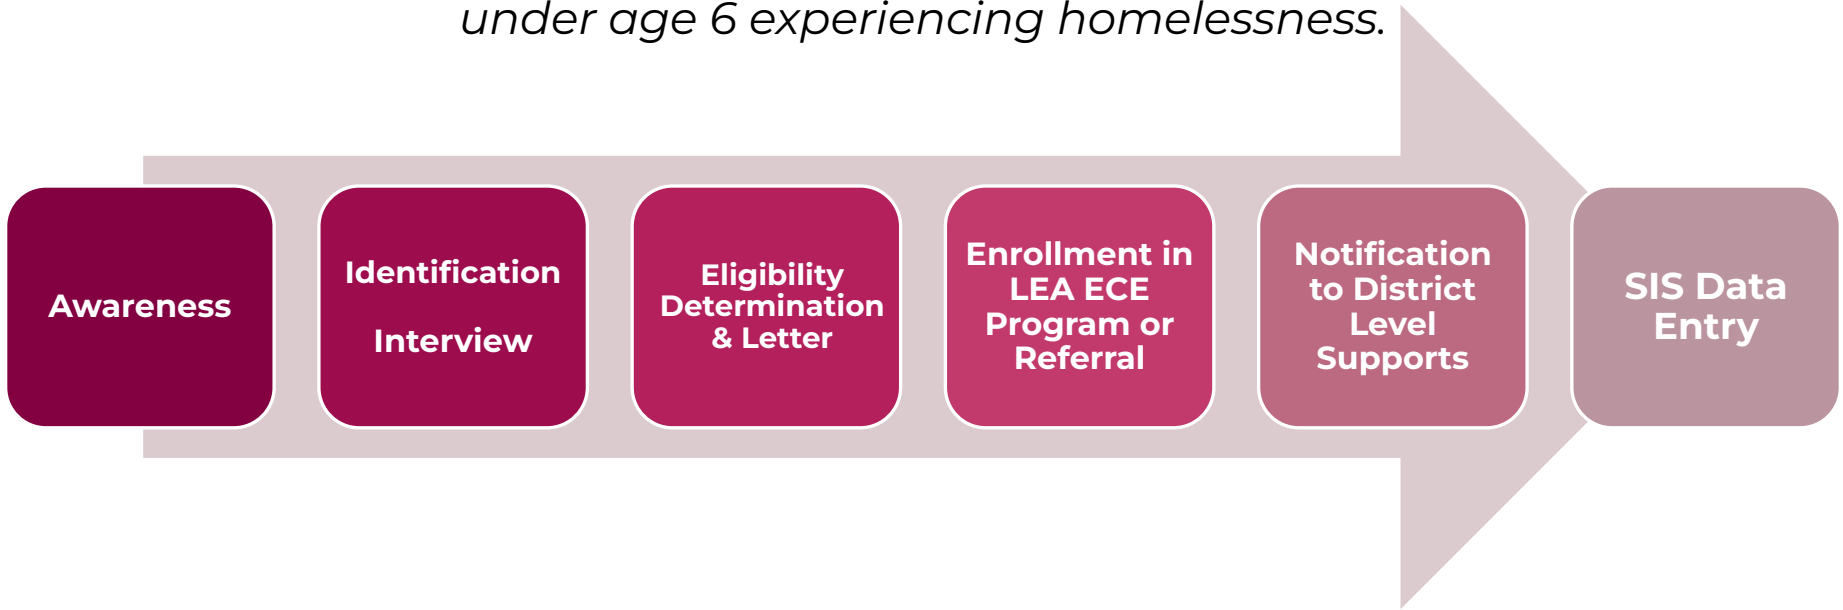 under age 6 experiencing homelessness.
Awareness
Identification
Interview
Eligibility
Determination
& Letter
Enrollment in
LEA ECE
Program or
Referral
Notification
to District
Level
Supports
SIS Data
Entry